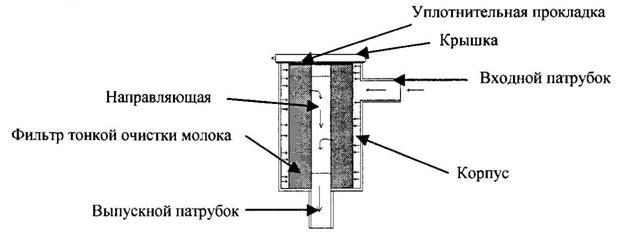 Уплотнительная прокладка
Крышка
Входной патрубок
Направляющая
Фильтр тонкой очистки молока
Корпус
Выпускной патрубок